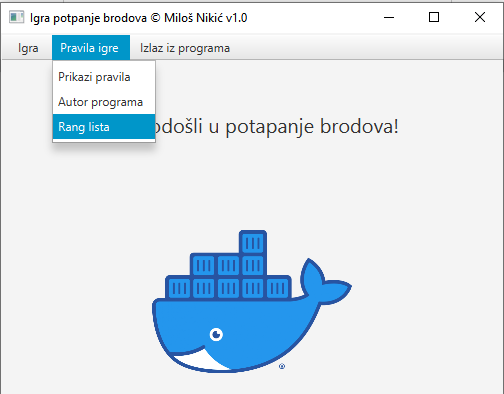 Igra potpanje brodova © Miloš Nikić v1.0
Igra Pravila igre Izlaz iz programa
Prikazi pravila
Autor programa
Rang lista
u potapanje brodova!
®